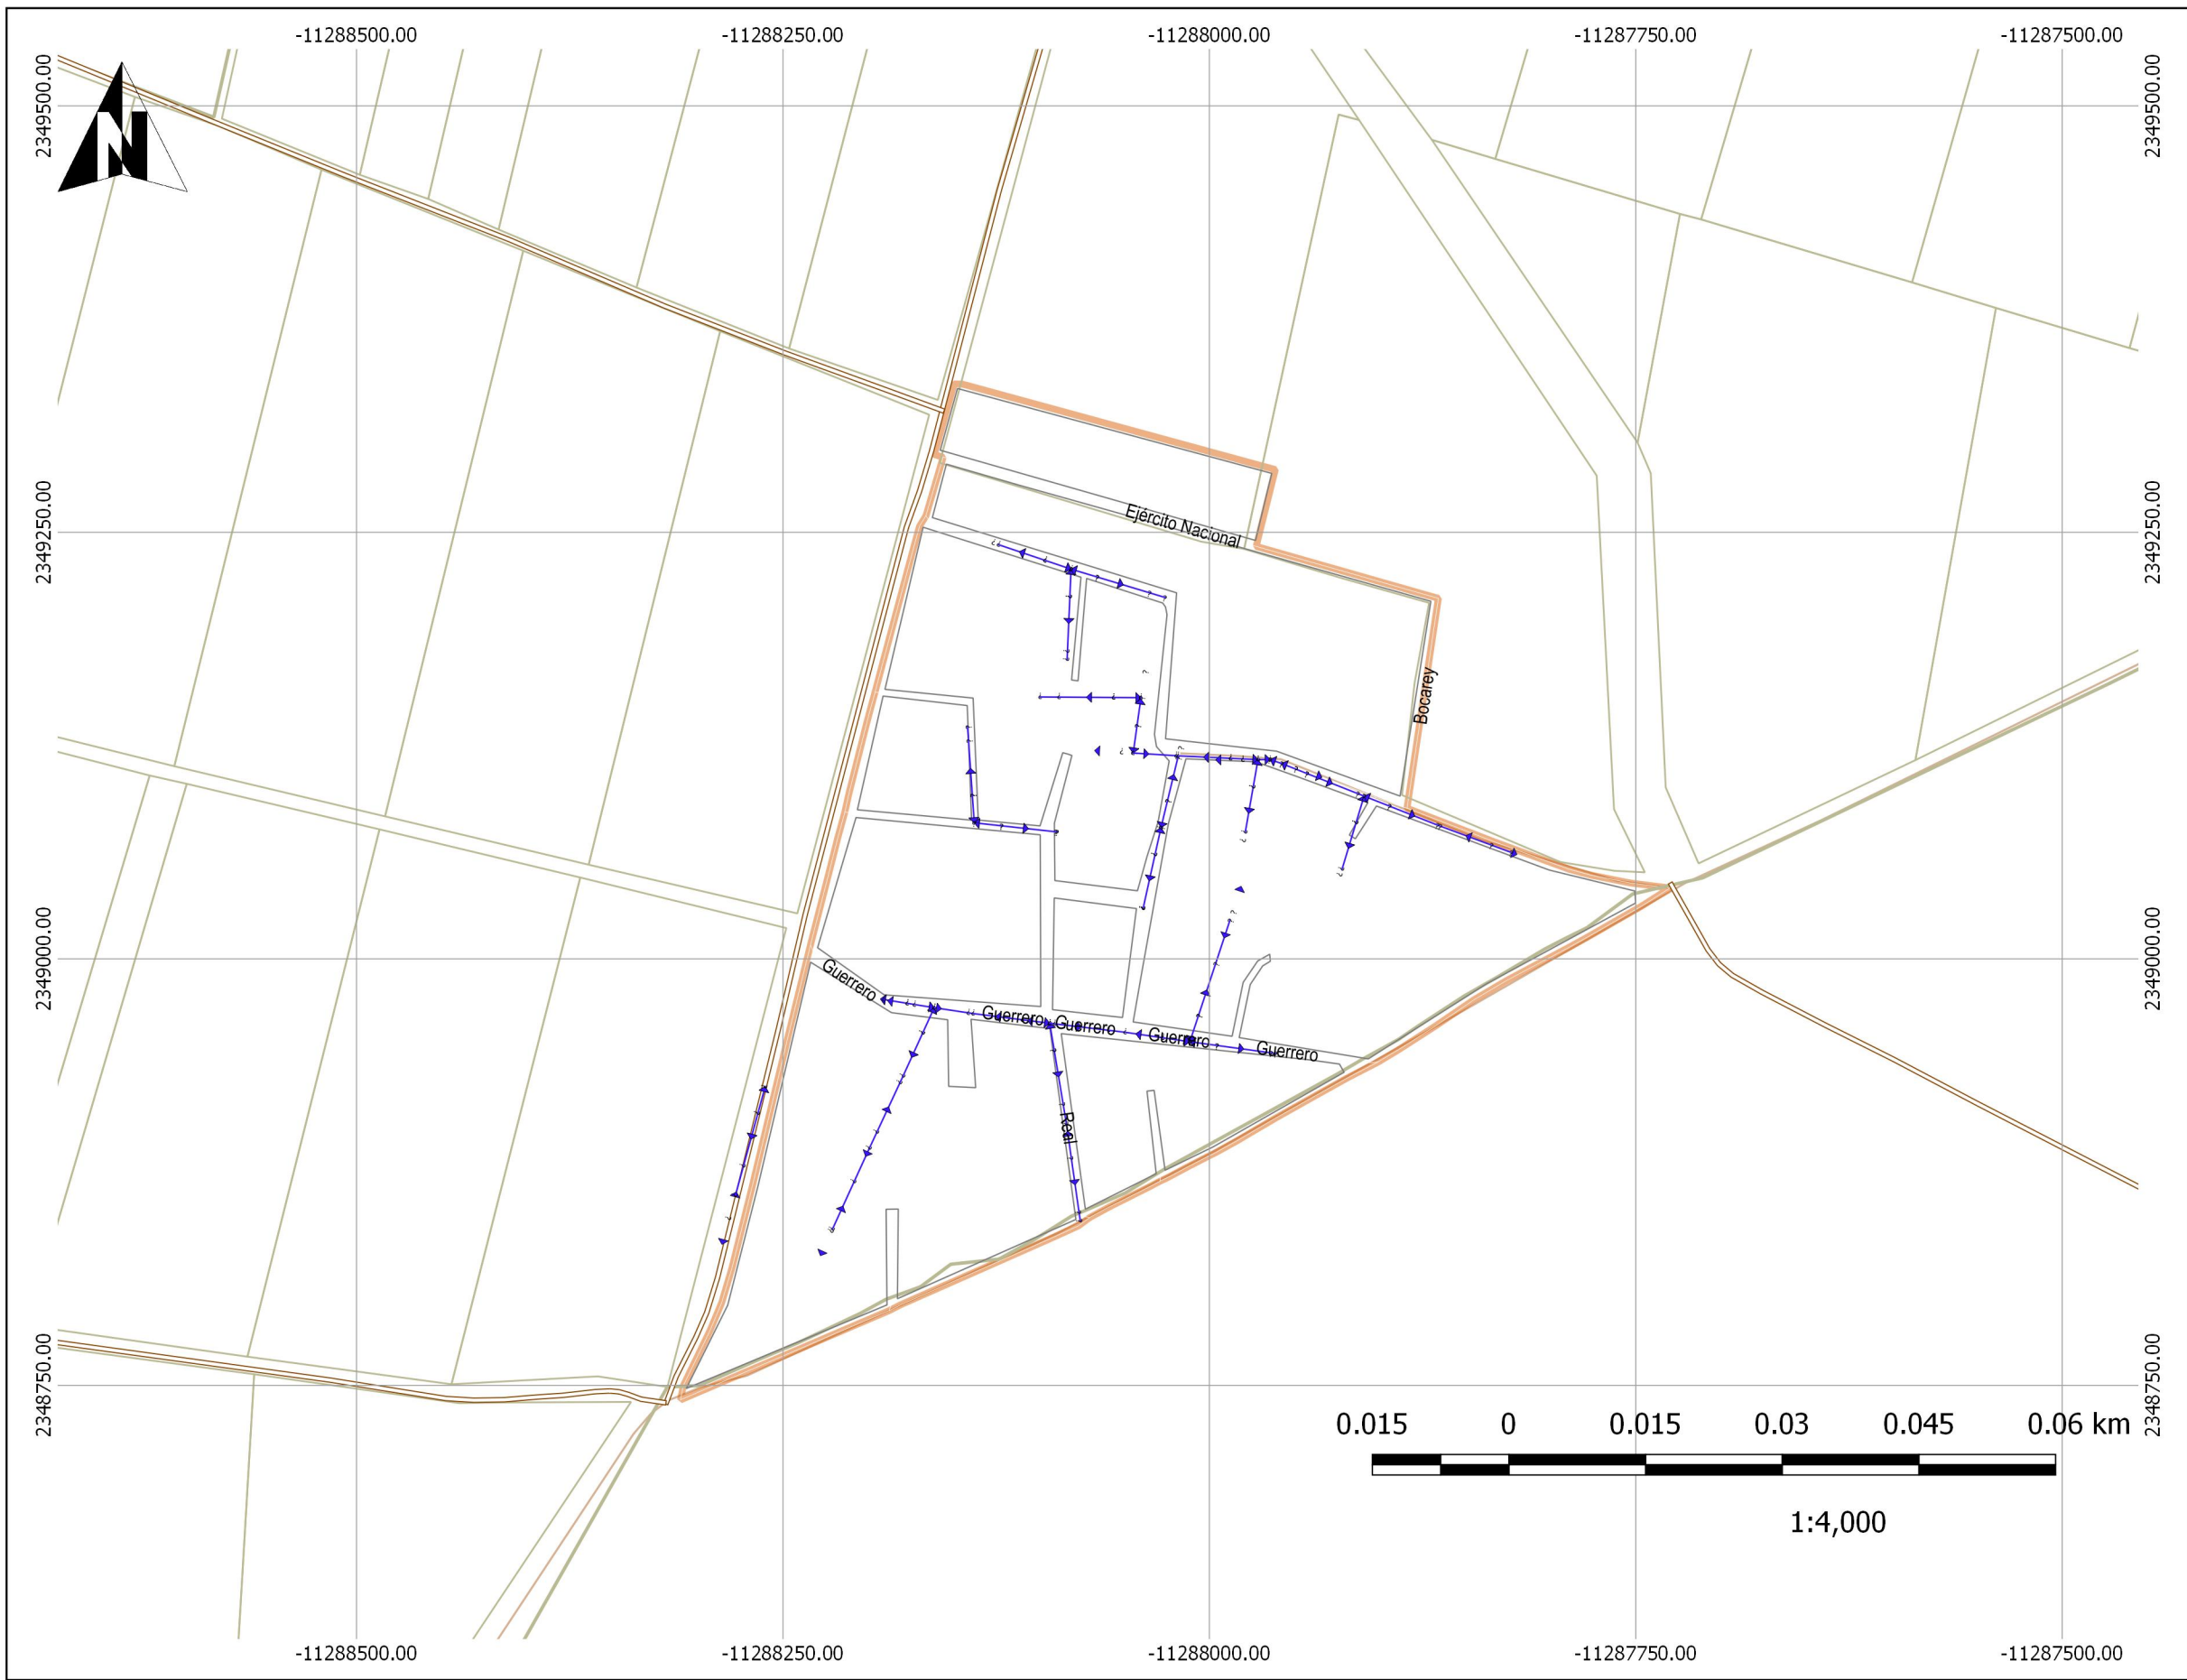 -11288500.00 -11288250.00 -11288000.00 -11287750.00 -11287500.00
2349500.00 2349500.00
N
2349250.00 2349250.00
Ejército Nacional
Bocarey
2349000.00 2349000.00
Guerrero
Guerrero Guerrero Guerrero Guerrero
Real
2348750.00 2348750.00
0.015 0 0.015 0.03 0.045 0.06 km
1:4,000
-11288500.00 -11288250.00 -11288000.00 -11287750.00 -11287500.00